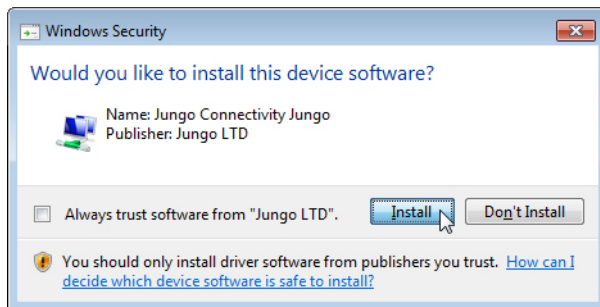 Windows Security
Would you like to install this device software?
Name: Jungo Connectivity Jungo
Publisher: Jungo LTD
Always trust software from "Jungo LTD".
Install
Don't Install
You should only install driver software from publishers you trust. How can I
decide which device software is safe to install?